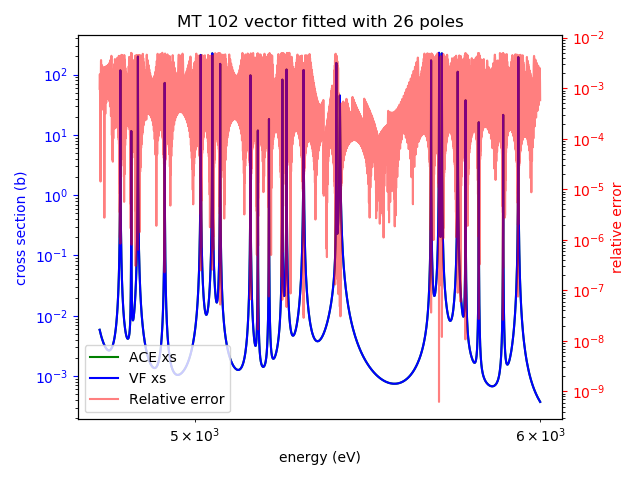 MT 102 vector fitted with 26 poles
cross section (b)
10²
10¹
10⁰
10⁻¹
10⁻²
10⁻³
10⁻²
10⁻³
10⁻⁴
10⁻⁵
10⁻⁶
10⁻⁷
10⁻⁸
10⁻⁹
relative error
ACE xs
VF xs
Relative error
5 × 10³
6 × 10³
energy (eV)